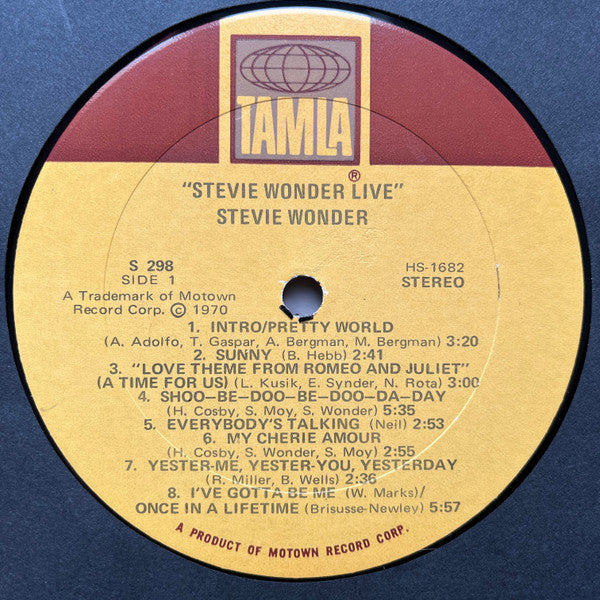 TAMLA
®
"STEVIE WONDER LIVE"
STEVIE WONDER
S 298
SIDE 1
HS-1682
STEREO
A Trademark of Motown
Record Corp. © 1970
1. INTRO/PRETTY WORLD
(A. Adolfo, T. Gaspar, A. Bergman, M. Bergman) 3:20
2. SUNNY (B. Hebb) 2:41
3. "LOVE THEME FROM ROMEO AND JULIET"
(A TIME FOR US) (L. Kusik, E. Synder, N. Rota) 3:00
4. SHOO-BE-DOO-BE-DOO-DA-DAY
(H. Cosby, S. Moy, S. Wonder) 5:35
5. EVERYBODY'S TALKING (Neil) 2:53
6. MY CHERIE AMOUR
(H. Cosby, S. Wonder, S. Moy) 2:55
7. YESTER-ME, YESTER-YOU, YESTERDAY
(R. Miller, B. Wells) 2:36
8. I'VE GOTTA BE ME (W. Marks)/
ONCE IN A LIFETIME (Brisusse-Newley) 5:57
A PRODUCT OF MOTOWN RECORD CORP.